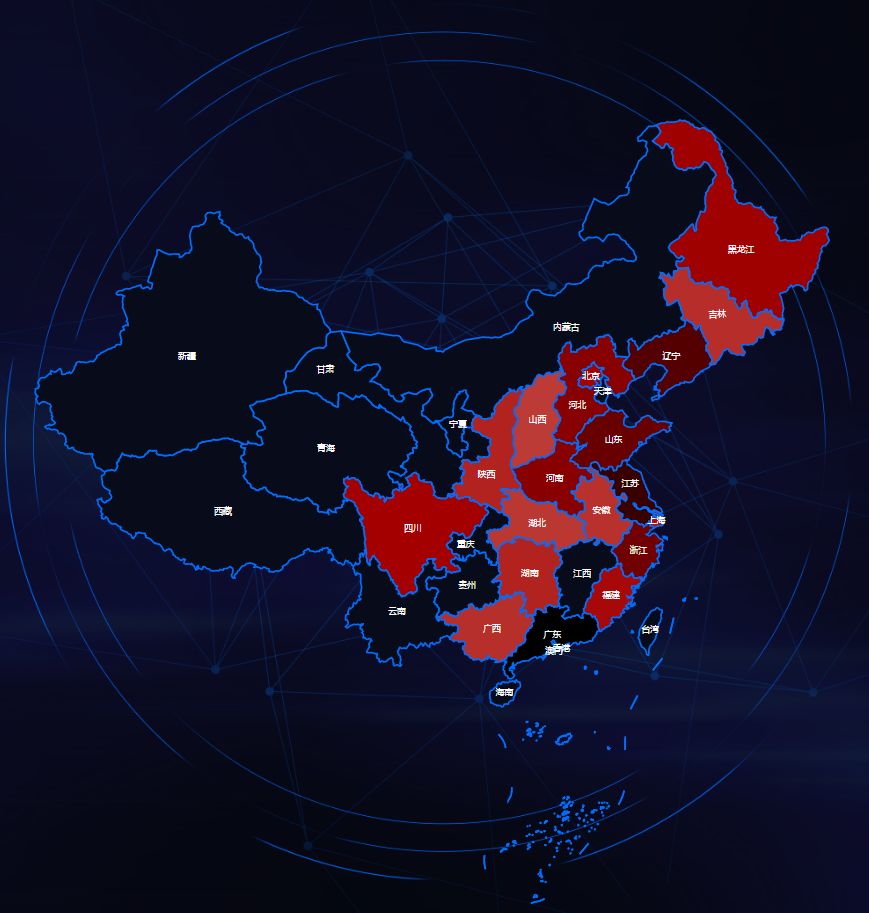 黑龙江
吉林
内蒙古
辽宁
新疆
甘肃
北京
天津
河北
山西
宁夏
山东
青海
陕西
河南
江苏
西藏
安徽
上海
湖北
四川
重庆
浙江
湖南
江西
贵州
福建
云南
广西
台湾
广东
香港
澳门
海南